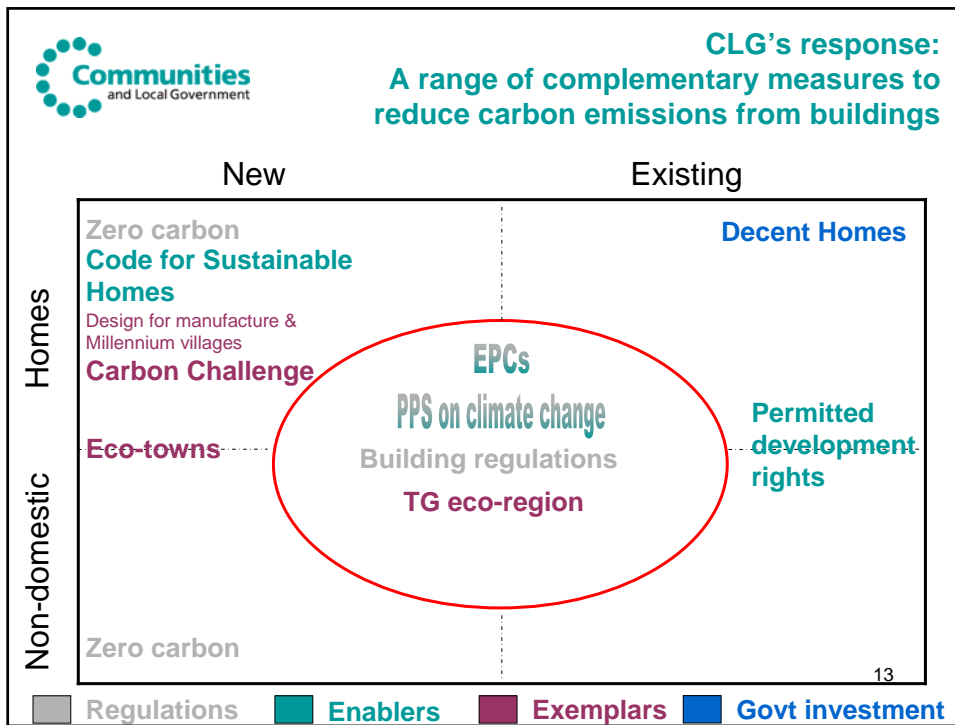 Communities
and Local Government
CLG's response:
A range of complementary measures to
reduce carbon emissions from buildings
New
Existing
Homes
Non-domestic
Zero carbon
Code for Sustainable
Homes
Design for manufacture &
Millennium villages
Carbon Challenge
Eco-towns
Decent Homes
EPCs
PPS on climate change
Building regulations
TG eco-region
Permitted
development
rights
Zero carbon
13
Regulations
Enablers
Exemplars
Govt investment